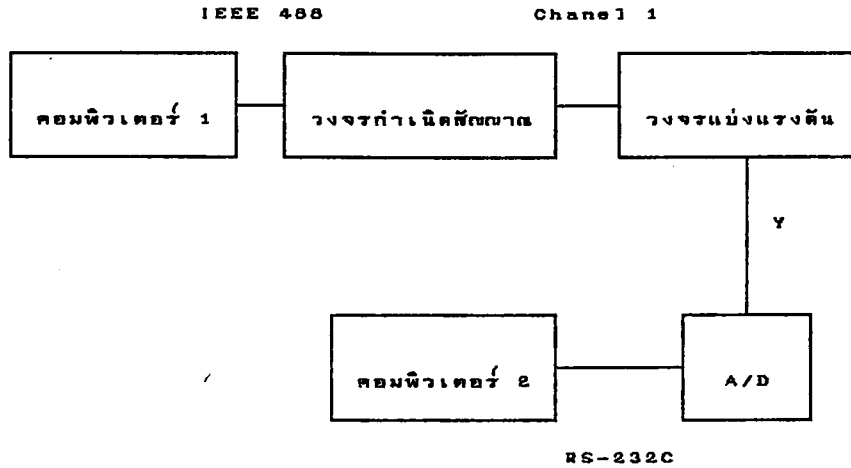 IEEE 488 Chanel 1
คอมพิวเตอร์ 1 วงจรกำเนิดสัญญาณ วงจรแบ่งแรงดัน
Y
คอมพิวเตอร์ 2 A/D
RS-232C